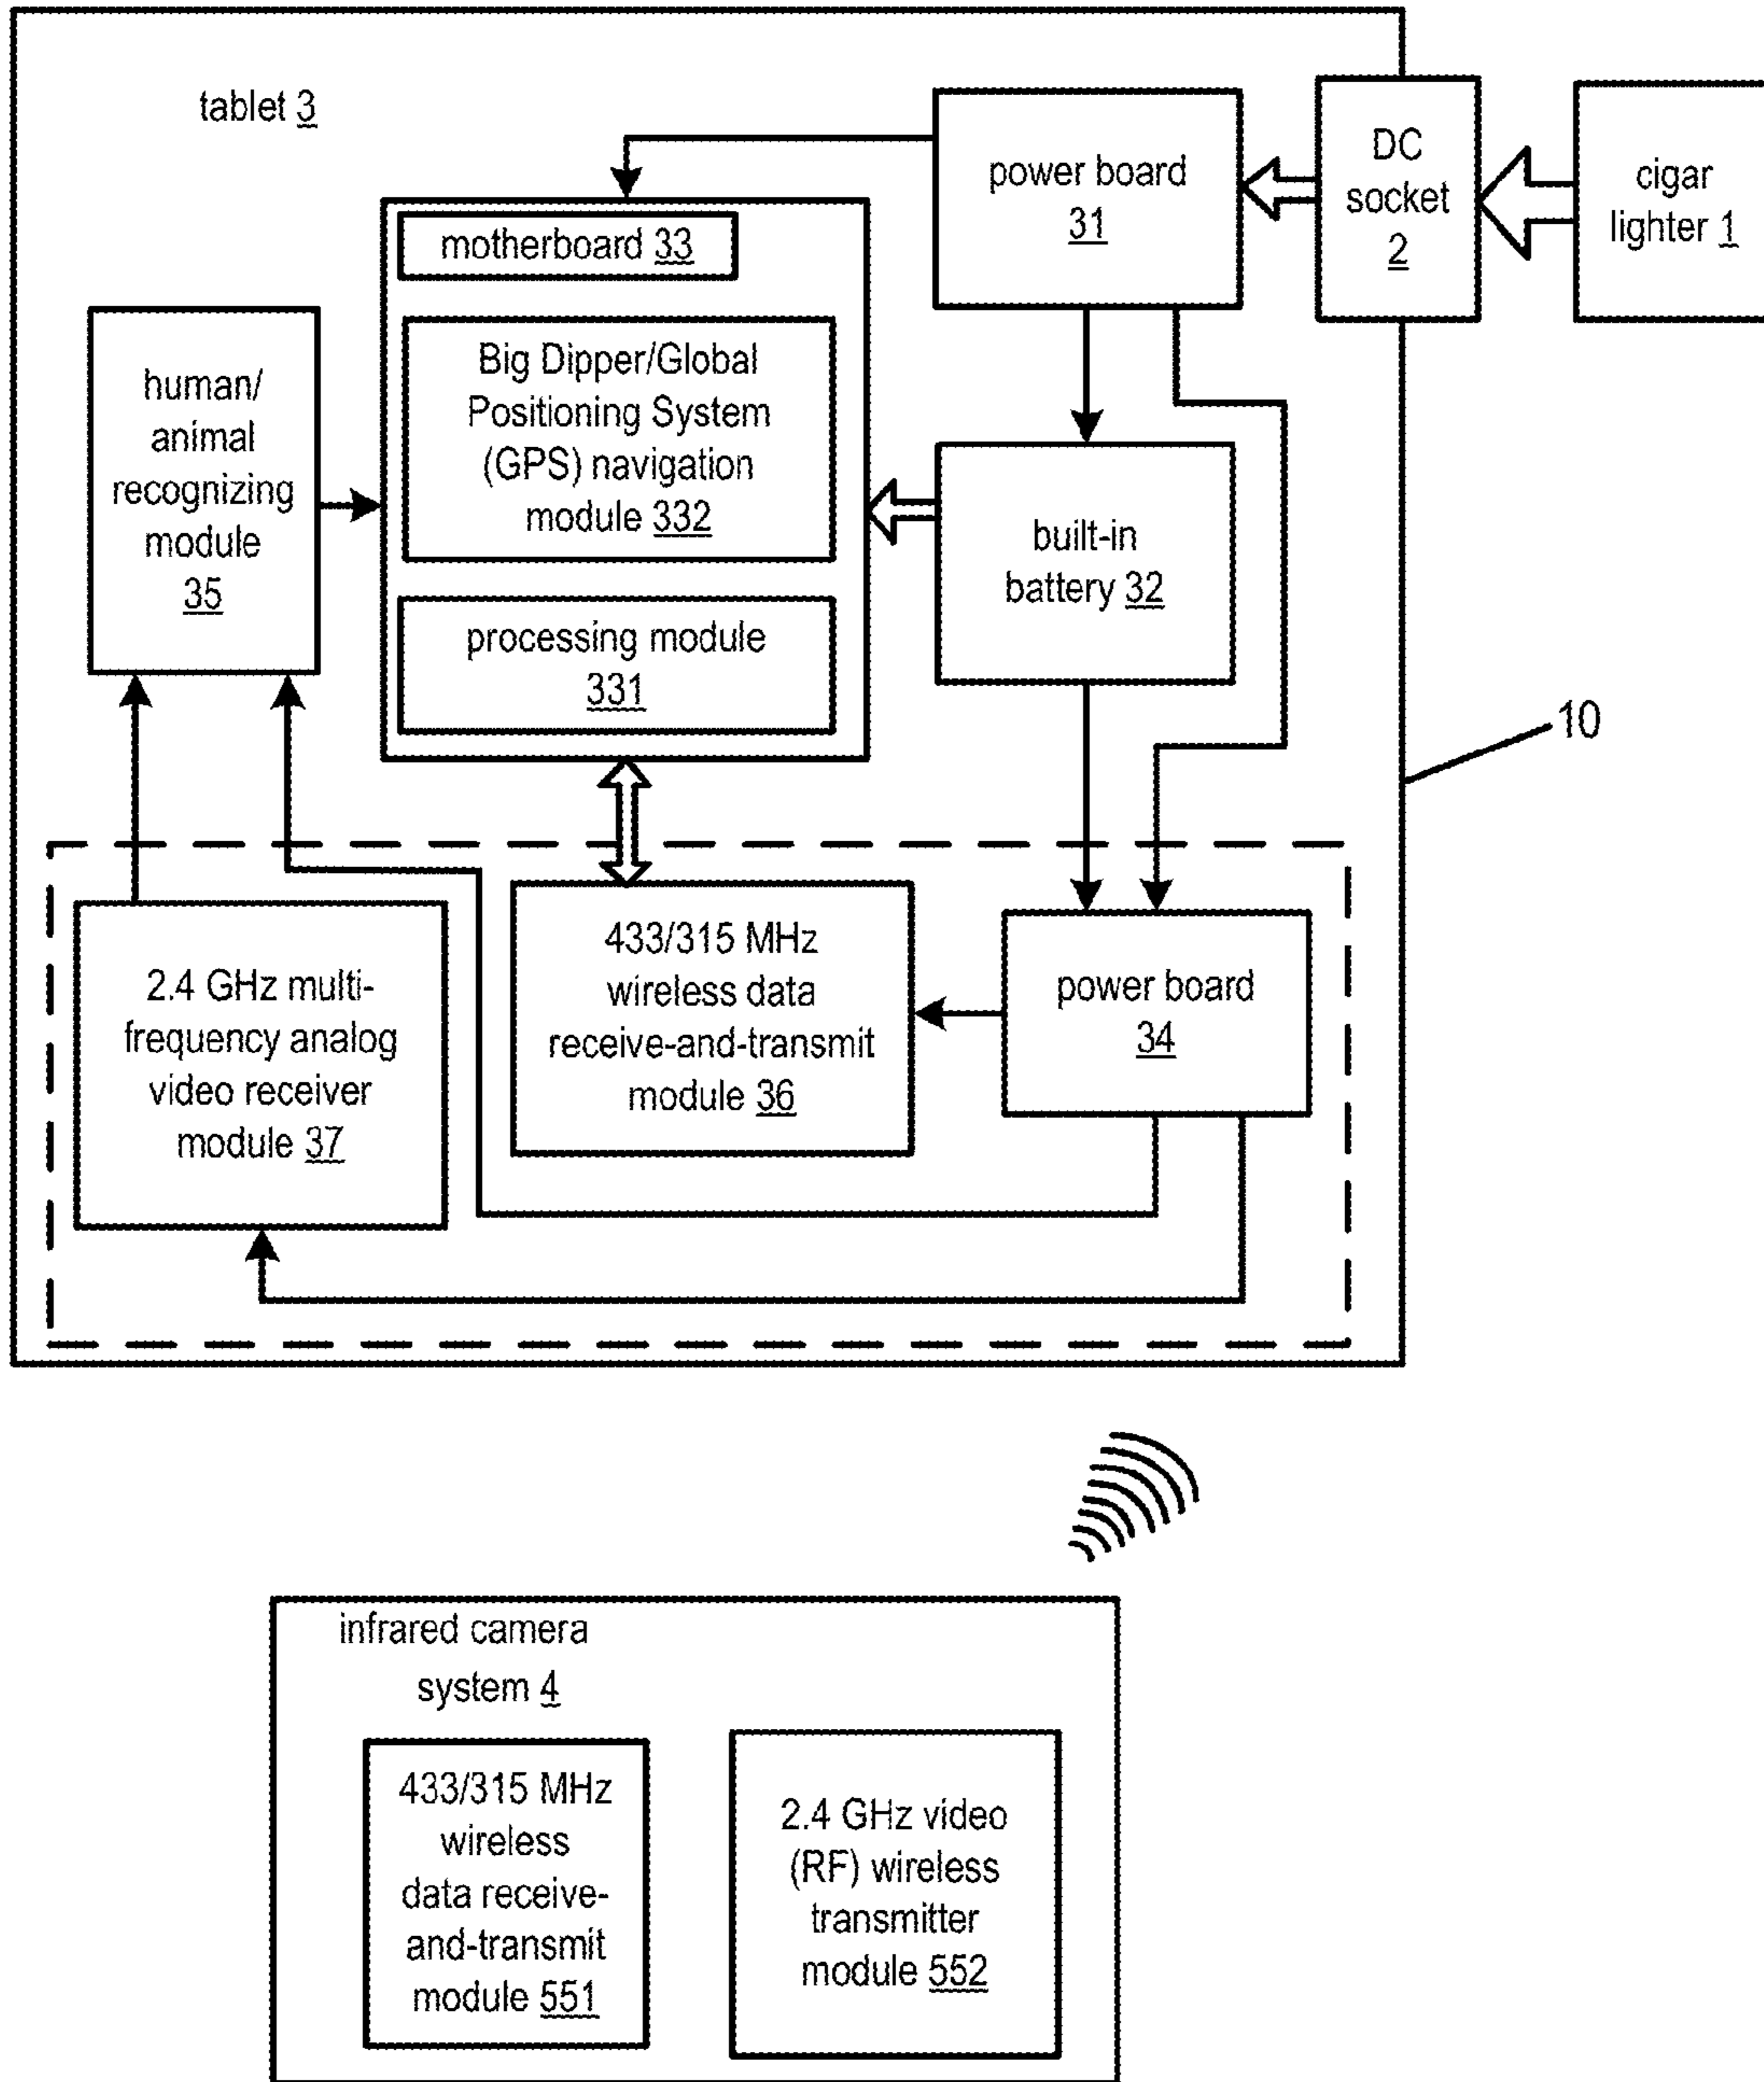 tablet 3
power board
31
DC
socket
2
cigar
lighter 1
motherboard 33
Big Dipper/Global
Positioning System
(GPS) navigation
module 332
processing module
331
human/
animal
recognizing
module
35
built-in
battery 32
10
2.4 GHz multi-
frequency analog
video receiver
module 37
433/315 MHz
wireless data
receive-and-transmit
module 36
power board
34
infrared camera
system 4
433/315 MHz
wireless
data receive-
and-transmit
module 551
2.4 GHz video
(RF) wireless
transmitter
module 552